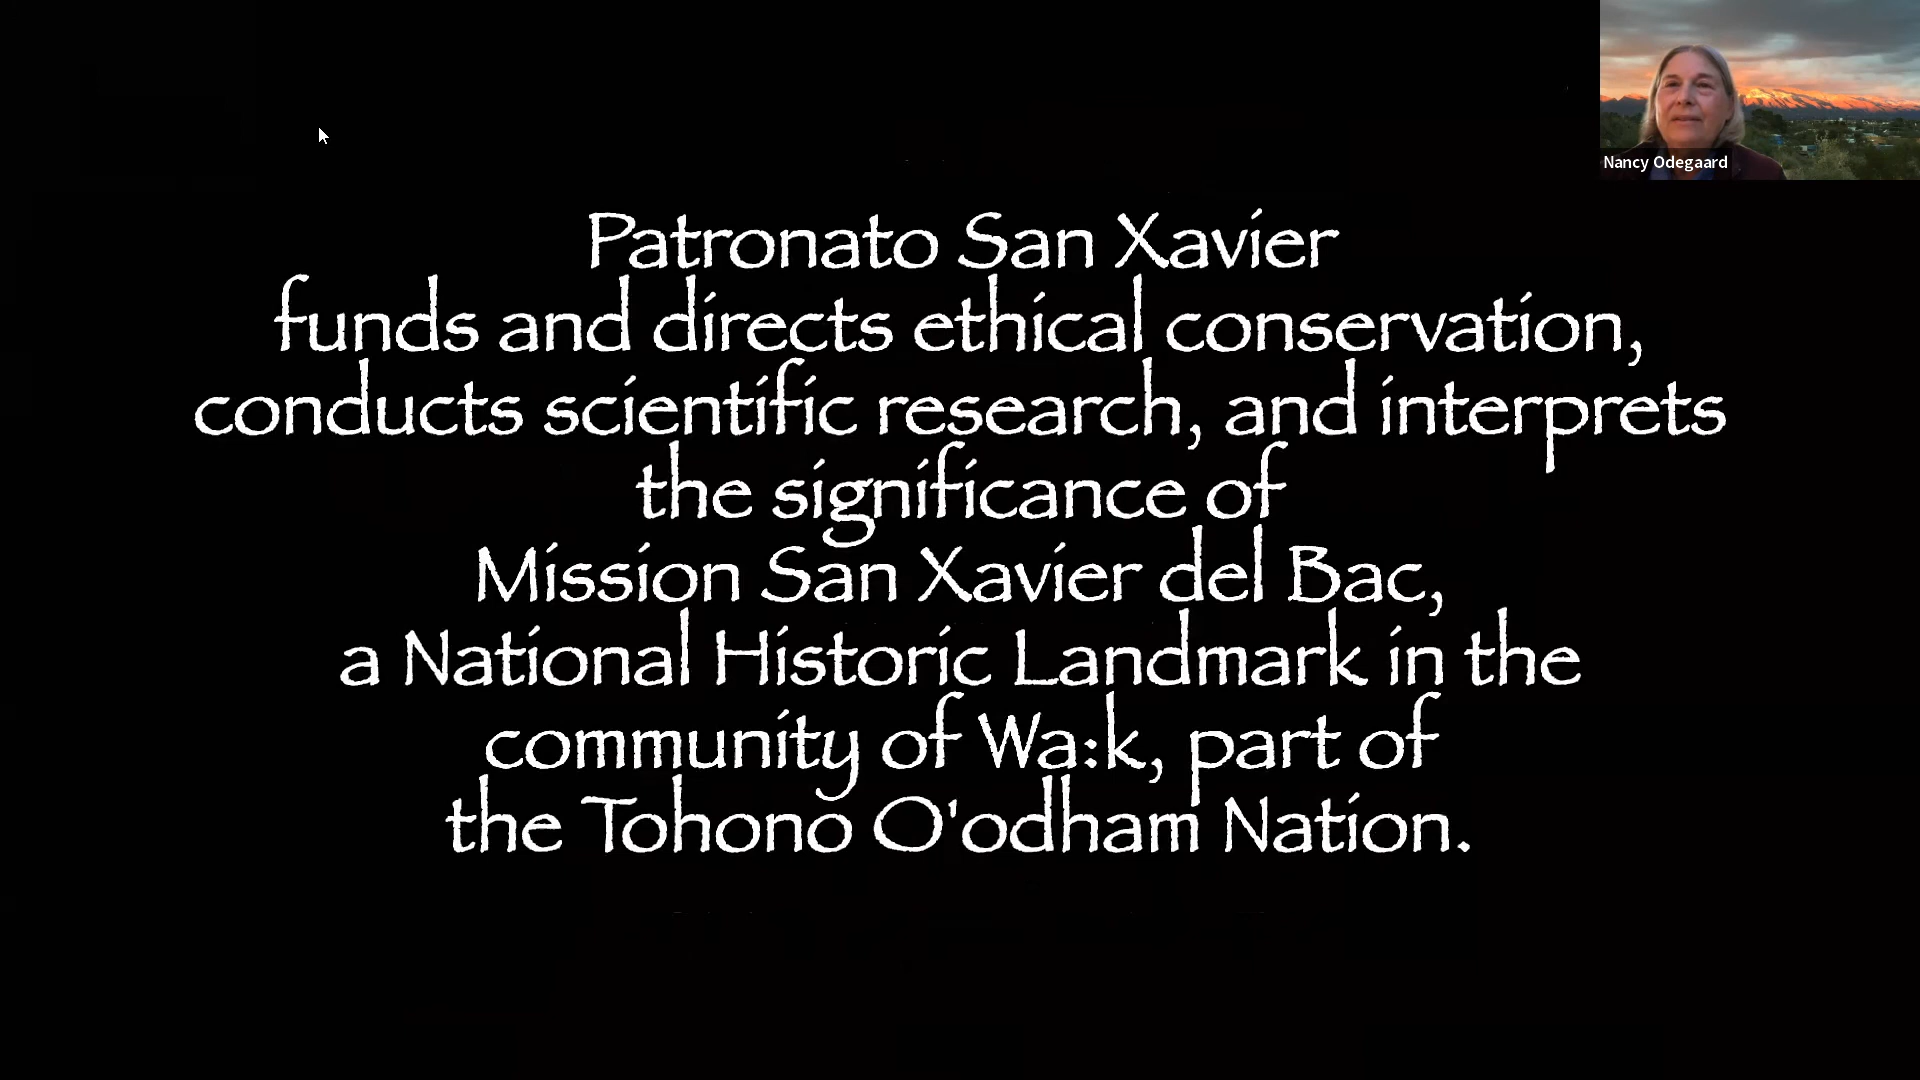 Nancy Odegaard
Patronato San Xavier
funds and directs ethical conservation,
conducts scientific research, and interprets
the significance of
Mission San Xavier del Bac,
a National Historic Landmark in the
community of Wa:k, part of
the Tohono O'odham Nation.